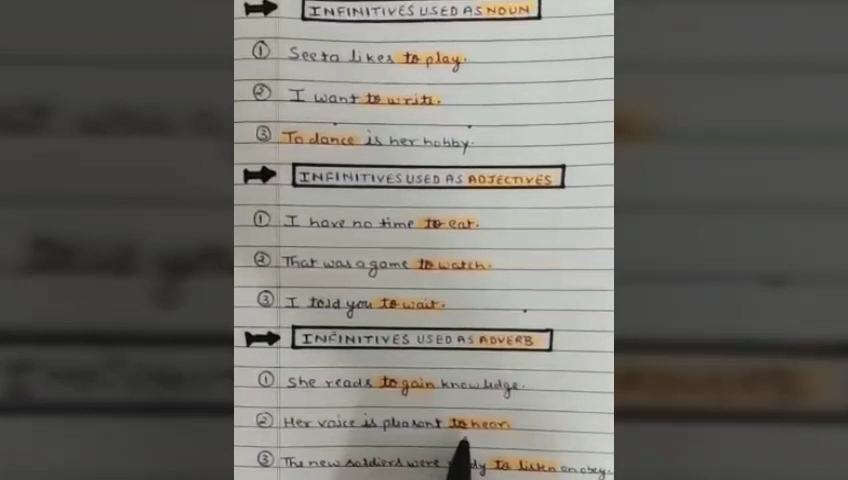 INFINITIVES USED AS NOUN
① Seeta likes to play.
② I want to write.
③ To dance is her hobby.
INFINITIVES USED AS ADJECTIVES
① I have no time to eat.
② That was a game to watch.
③ I told you to wait.
INFINITIVES USED AS ADVERB
① She reads to gain knowledge.
② Her voice is pleasant to hear.
③ The new soldiers were to listen obey.